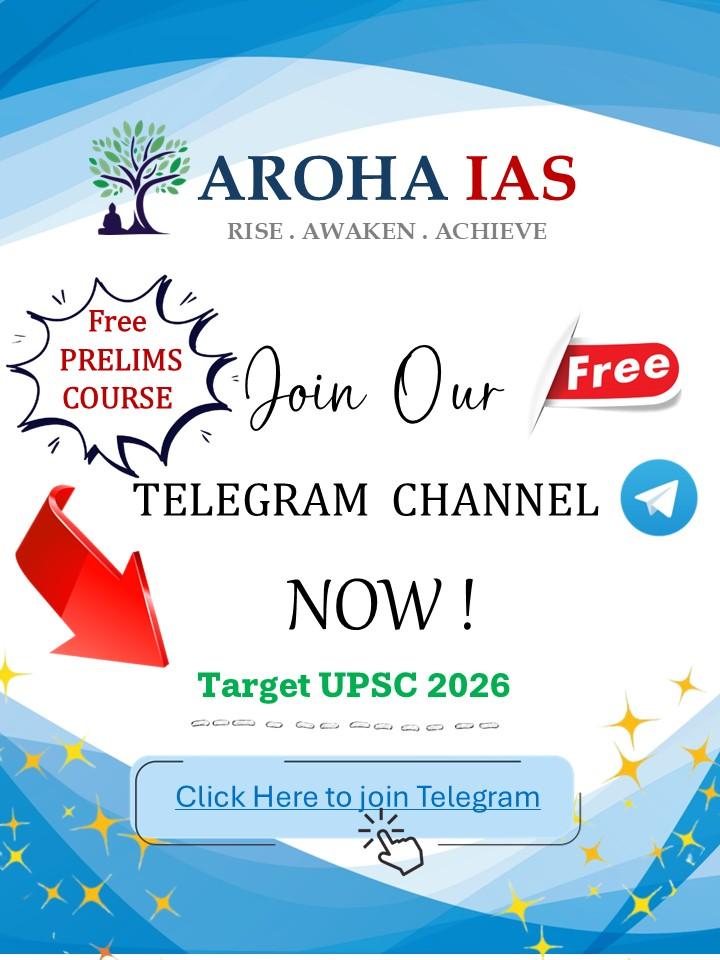 AROHA IAS
RISE . AWAKEN . ACHIEVE
Free
PRELIMS
COURSE
Join Our
Free
TELEGRAM CHANNEL
NOW !
Target UPSC 2026
Click Here to join Telegram